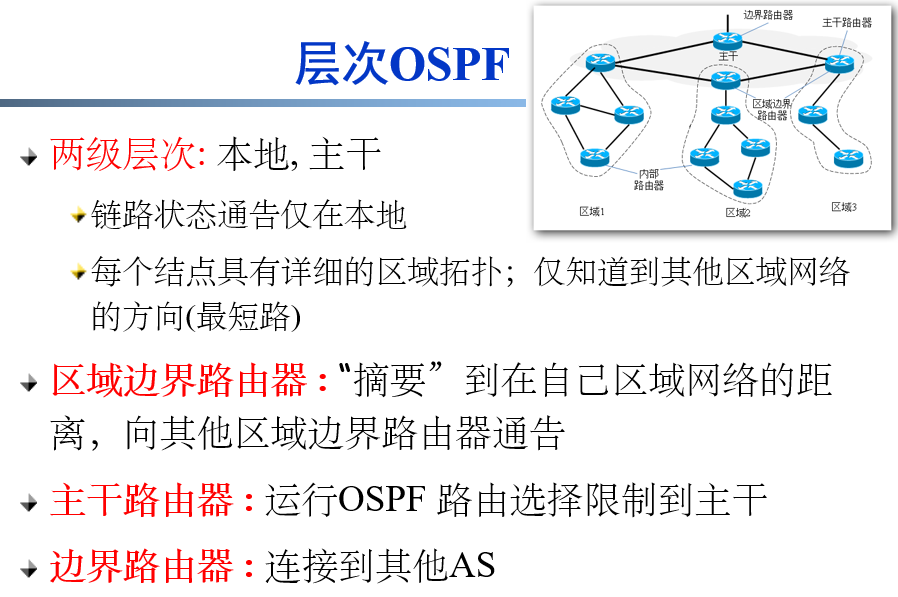 层次OSPF
边界路由器
主干路由器
主干
区域边界
路由器
内部
路由器
区域1
区域2
区域3
两级层次: 本地, 主干
链路状态通告仅在本地
每个结点具有详细的区域拓扑；仅知道到其他区域网络
的方向(最短路)
区域边界路由器：“摘要”到在自己区域网络的距
离，向其他区域边界路由器通告
主干路由器：运行OSPF 路由选择限制到主干
边界路由器：连接到其他AS